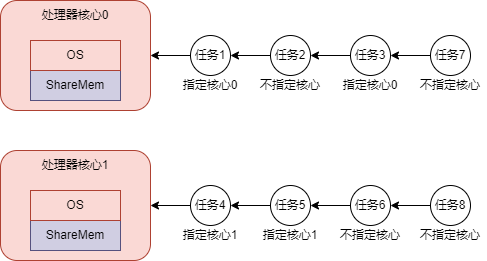 处理器核心0
OS
ShareMem
任务1
任务2
任务3
任务7
指定核心0
不指定核心
指定核心0
不指定核心
处理器核心1
OS
ShareMem
任务4
任务5
任务6
任务8
指定核心1
指定核心1
不指定核心
不指定核心